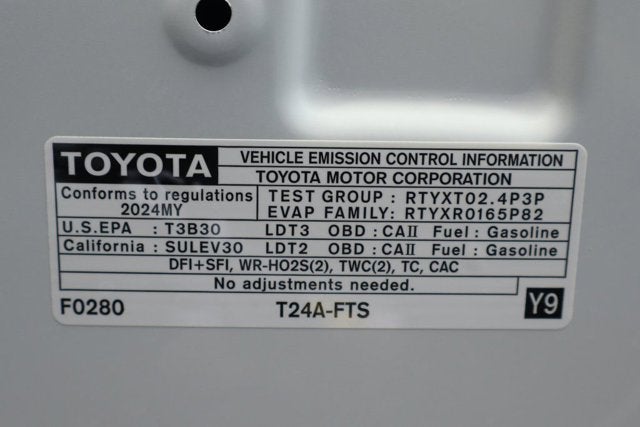 TOYOTA
VEHICLE EMISSION CONTROL INFORMATION
TOYOTA MOTOR CORPORATION
Conforms to regulations
2024MY
TEST GROUP : RTYXT02.4P3P
EVAP FAMILY: RTYXR0165P82
U.S.EPA : T3B30 LDT3 OBD : CAII Fuel : Gasoline
California : SULEV30 LDT2 OBD : CAII Fuel : Gasoline
DFI+SFI, WR-HO2S(2), TWC(2), TC, CAC
No adjustments needed.
F0280 T24A-FTS Y9